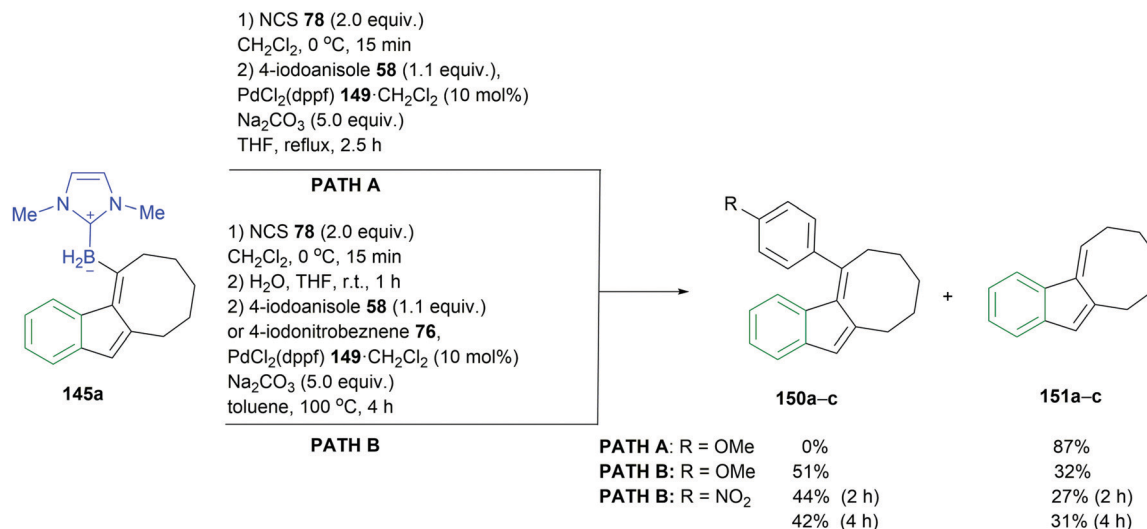 1) NCS 78 (2.0 equiv.)
CH2Cl2, 0 °C, 15 min
2) 4-iodoanisole 58 (1.1 equiv.),
PdCl2(dppf) 149·CH2Cl2 (10 mol%)
Na2CO3 (5.0 equiv.)
THF, reflux, 2.5 h
PATH A
1) NCS 78 (2.0 equiv.)
CH2Cl2, 0 °C, 15 min
2) H2O, THF, r.t., 1 h
2) 4-iodoanisole 58 (1.1 equiv.)
or 4-iodonitrobeznene 76,
PdCl2(dppf) 149·CH2Cl2 (10 mol%)
Na2CO3 (5.0 equiv.)
toluene, 100 °C, 4 h
PATH B
Me N + N Me
H2B −
145a
R
+
150a–c 151a–c
PATH A: R = OMe 0% 87%
PATH B: R = OMe 51% 32%
PATH B: R = NO2 44% (2 h) 27% (2 h)
42% (4 h) 31% (4 h)